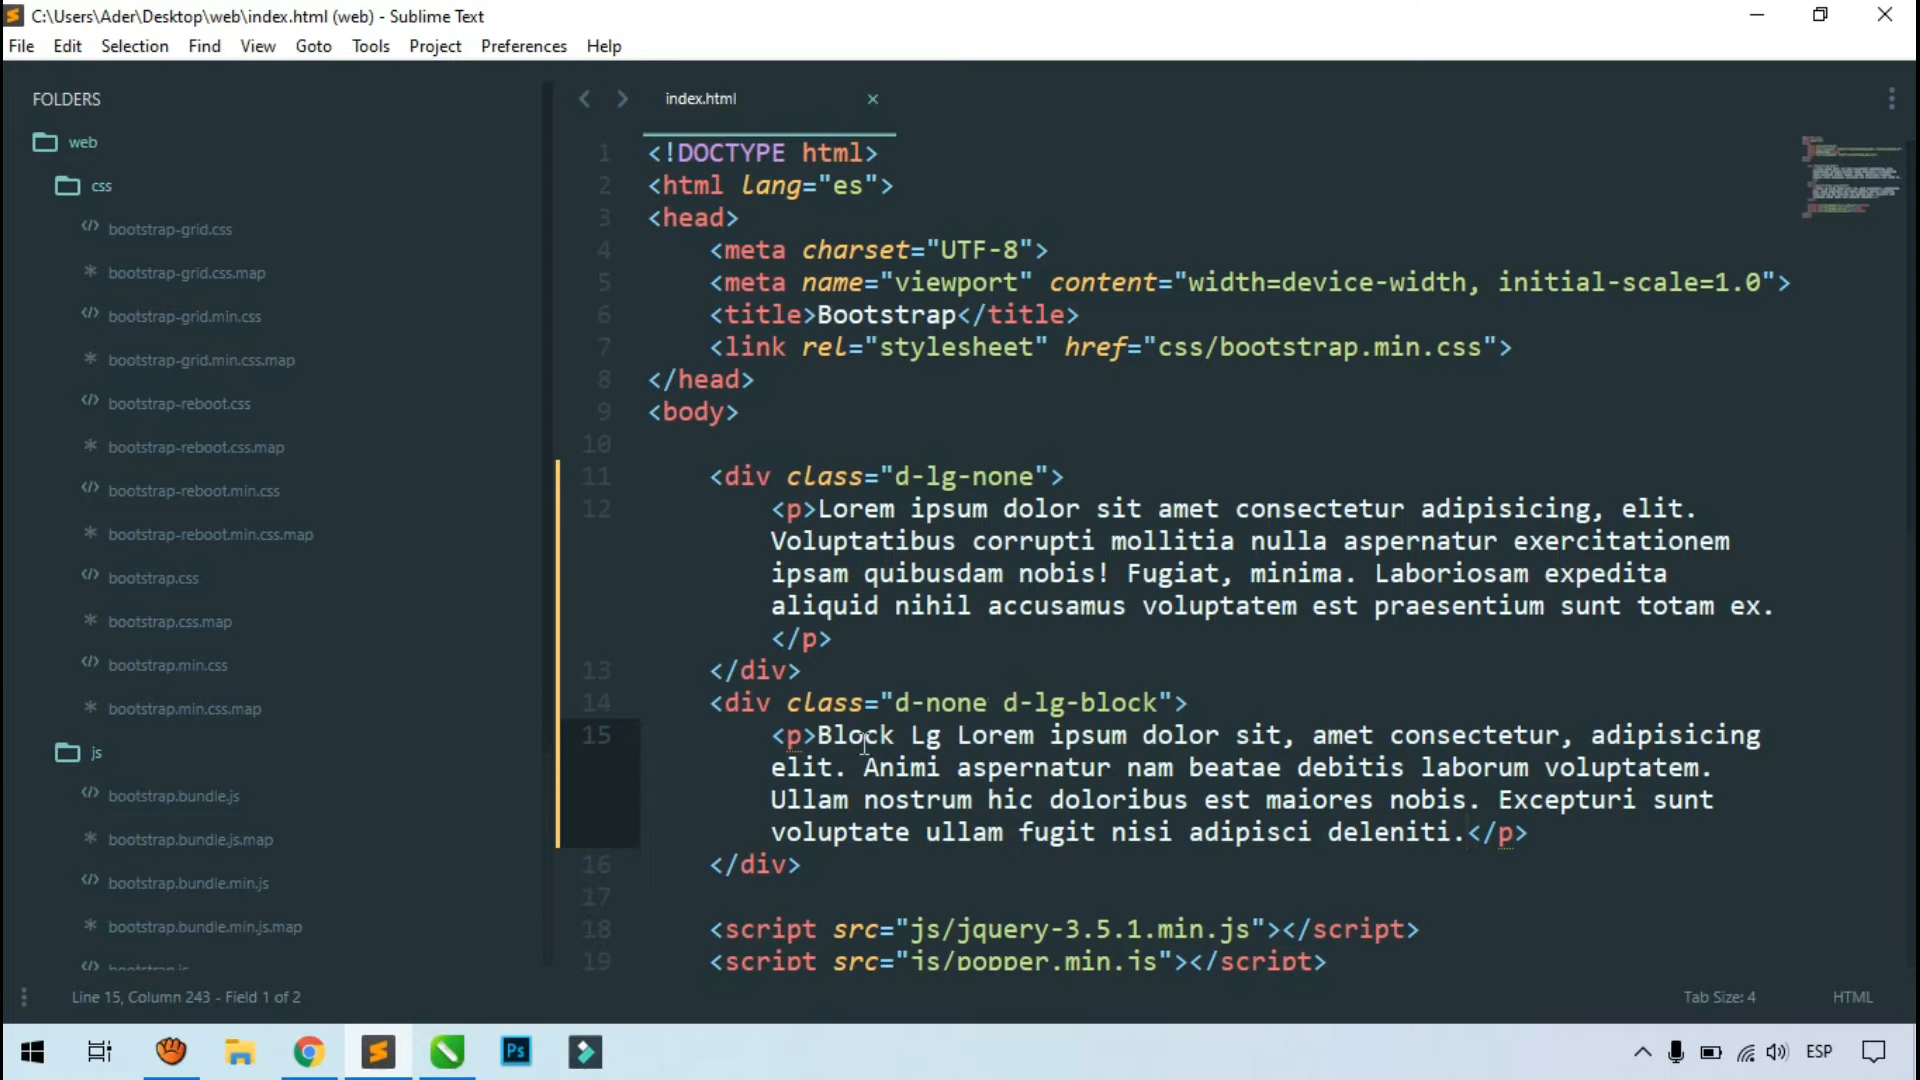 C:\Users\Ader\Desktop\web\index.html (web) - Sublime Text
File Edit Selection Find View Goto Tools Project Preferences Help
FOLDERS
web
css
bootstrap-grid.css
bootstrap-grid.css.map
bootstrap-grid.min.css
bootstrap-grid.min.css.map
bootstrap-reboot.css
bootstrap-reboot.css.map
bootstrap-reboot.min.css
bootstrap-reboot.min.css.map
bootstrap.css
bootstrap.css.map
bootstrap.min.css
bootstrap.min.css.map
js
bootstrap.bundle.js
bootstrap.bundle.js.map
bootstrap.bundle.min.js
bootstrap.bundle.min.js.map
bootstrap.js
index.html
1 <!DOCTYPE html>
2 <html lang="es">
3 <head>
4 <meta charset="UTF-8">
5 <meta name="viewport" content="width=device-width, initial-scale=1.0">
6 <title>Bootstrap</title>
7 <link rel="stylesheet" href="css/bootstrap.min.css">
8 </head>
9 <body>
10
11 <div class="d-lg-none">
12 <p>Lorem ipsum dolor sit amet consectetur adipisicing, elit.
Voluptatibus corrupti mollitia nulla aspernatur exercitationem
ipsam quibusdam nobis! Fugiat, minima. Laboriosam expedita
aliquid nihil accusamus voluptatem est praesentium sunt totam ex.
</p>
13 </div>
14 <div class="d-none d-lg-block">
15 <p>Block Lg Lorem ipsum dolor sit, amet consectetur, adipisicing
elit. Animi aspernatur nam beatae debitis laborum voluptatem.
Ullam nostrum hic doloribus est maiores nobis. Excepturi sunt
voluptate ullam fugit nisi adipisci deleniti.</p>
16 </div>
17
18 <script src="js/jquery-3.5.1.min.js"></script>
19 <script src="js/popper.min.js"></script>
Line 15, Column 243 - Field 1 of 2
Tab Size: 4
HTML
Ps
ESP